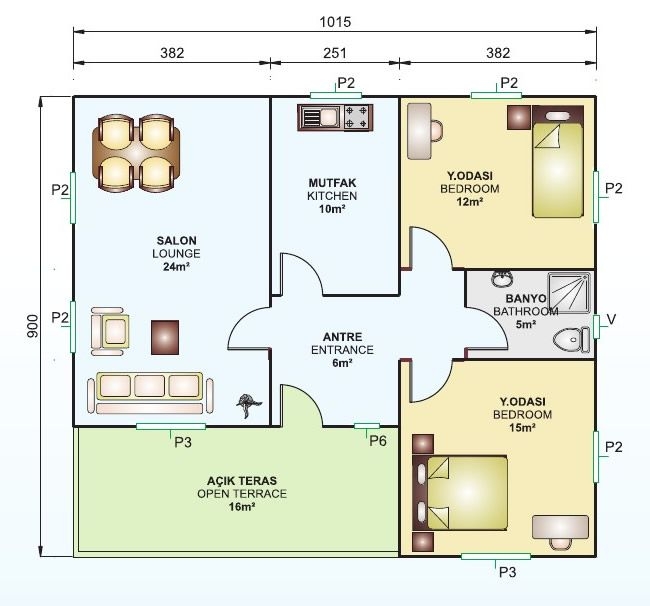 1015
382
251
382
P2
P2
P2
P2
MUTFAK
KITCHEN
10m²
Y.ODASI
BEDROOM
12m²
SALON
LOUNGE
24m²
900
P2
BANYO
BATHROOM
5m²
V
ANTRE
ENTRANCE
6m²
Y.ODASI
BEDROOM
15m²
P3
P6
P2
AÇIK TERAS
OPEN TERRACE
16m²
P3